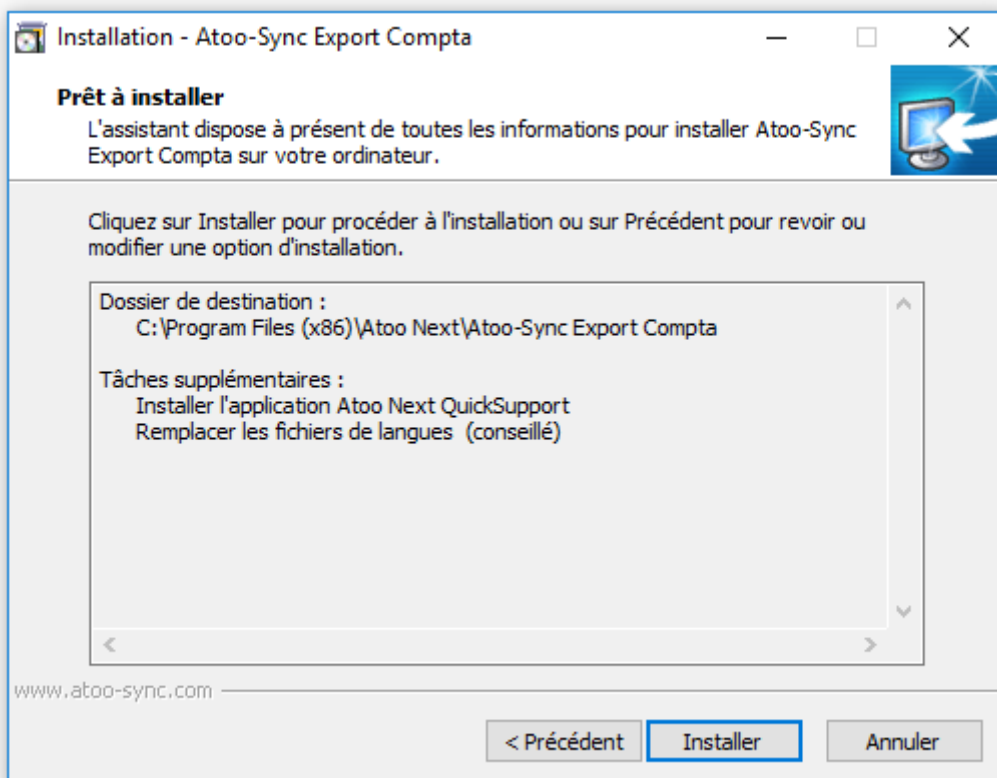 Installation - Atoo-Sync Export Compta
Prêt à installer
L'assistant dispose à présent de toutes les informations pour installer Atoo-Sync
Export Compta sur votre ordinateur.
Cliquez sur Installer pour procéder à l'installation ou sur Précédent pour revoir ou
modifier une option d'installation.
Dossier de destination :
C:\Program Files (x86)\Atoo Next\Atoo-Sync Export Compta
Tâches supplémentaires :
Installer l'application Atoo Next QuickSupport
Remplacer les fichiers de langues  (conseillé)
www.atoo-sync.com
< Précédent Installer Annuler